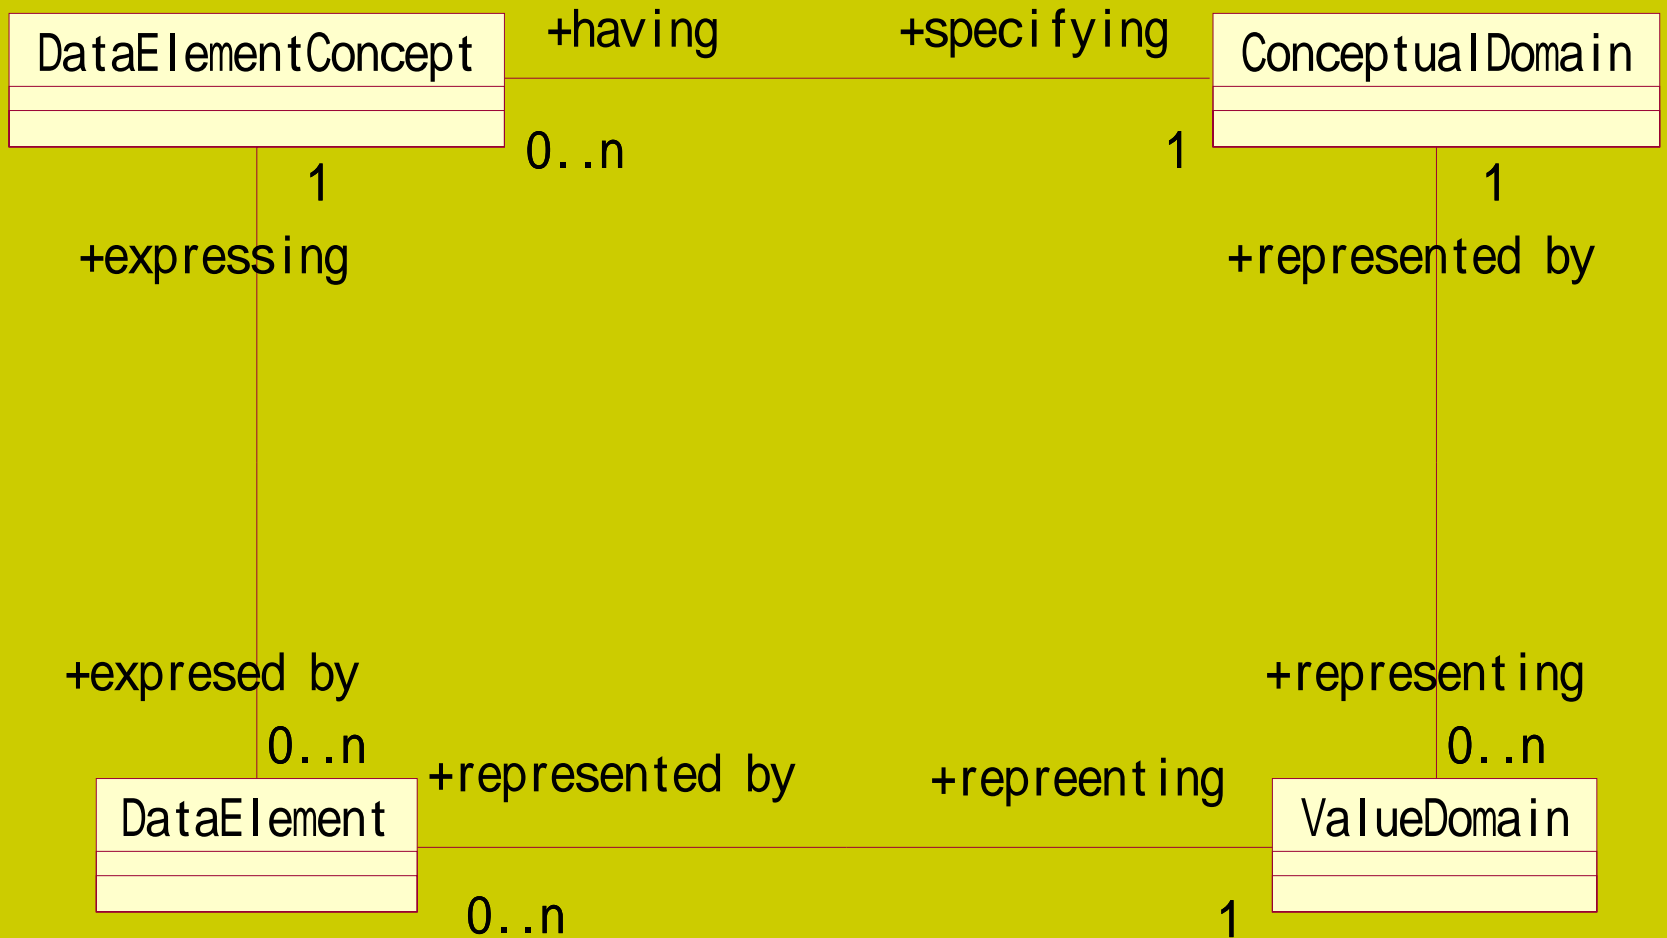 +having +specifying
DataElementConcept ConceptualDomain
0..n 1
1 1
+expressing +represented by
+expresed by +representing
0..n 0..n
+represented by +repreenting
DataElement ValueDomain
0..n 1